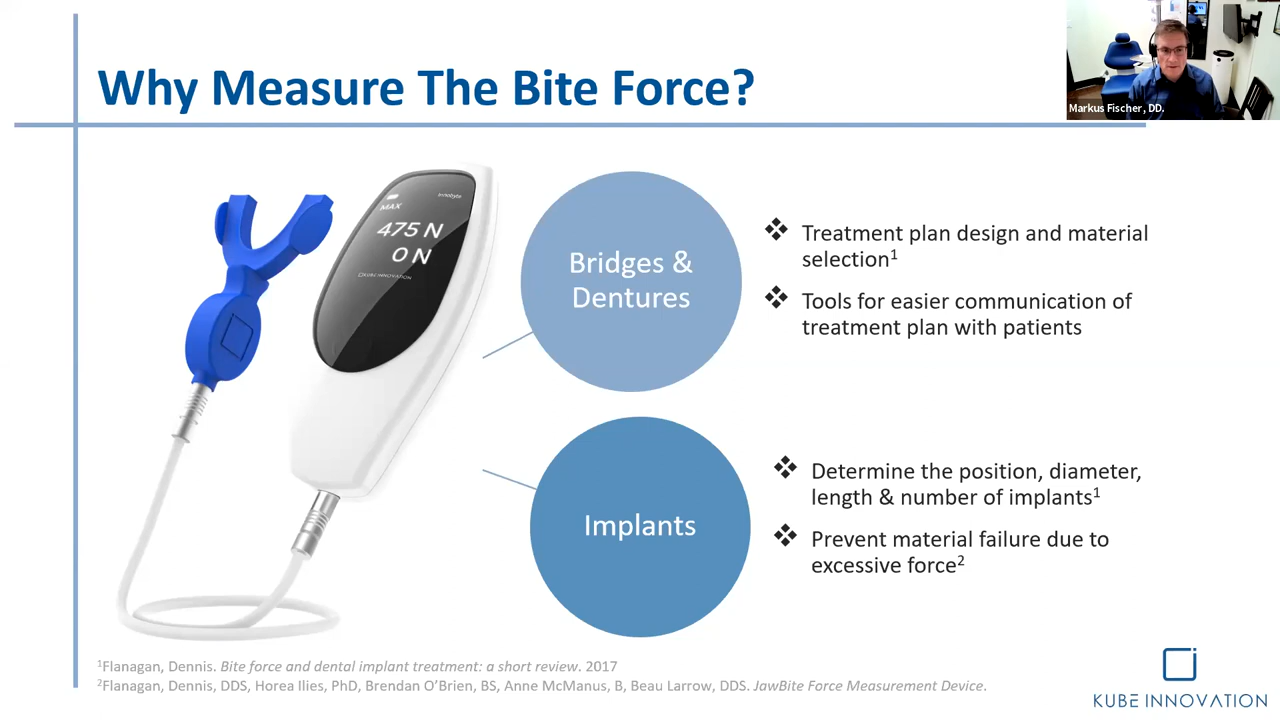 Why Measure The Bite Force?
Markus Fischer, DD.
innobyte
MAX
475 N
0 N
KUBE INNOVATION
Bridges &
Dentures
❖ Treatment plan design and material
selection¹
❖ Tools for easier communication of
treatment plan with patients
Implants
❖ Determine the position, diameter,
length & number of implants¹
❖ Prevent material failure due to
excessive force²
¹Flanagan, Dennis. Bite force and dental implant treatment: a short review. 2017
²Flanagan, Dennis, DDS, Horea Ilies, PhD, Brendan O’Brien, BS, Anne McManus, B, Beau Larrow, DDS. JawBite Force Measurement Device.
KUBE INNOVATION